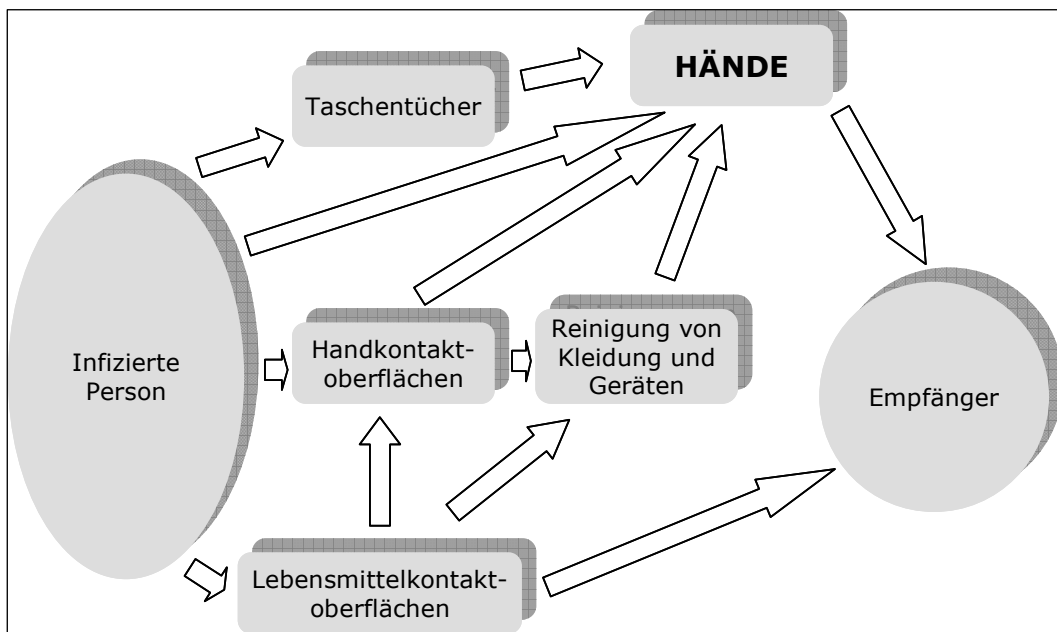 HÄNDE
Taschentücher
Infizierte
Person
Handkontakt-
oberflächen
Reinigung von
Kleidung und
Geräten
Empfänger
Lebensmittelkontakt-
oberflächen